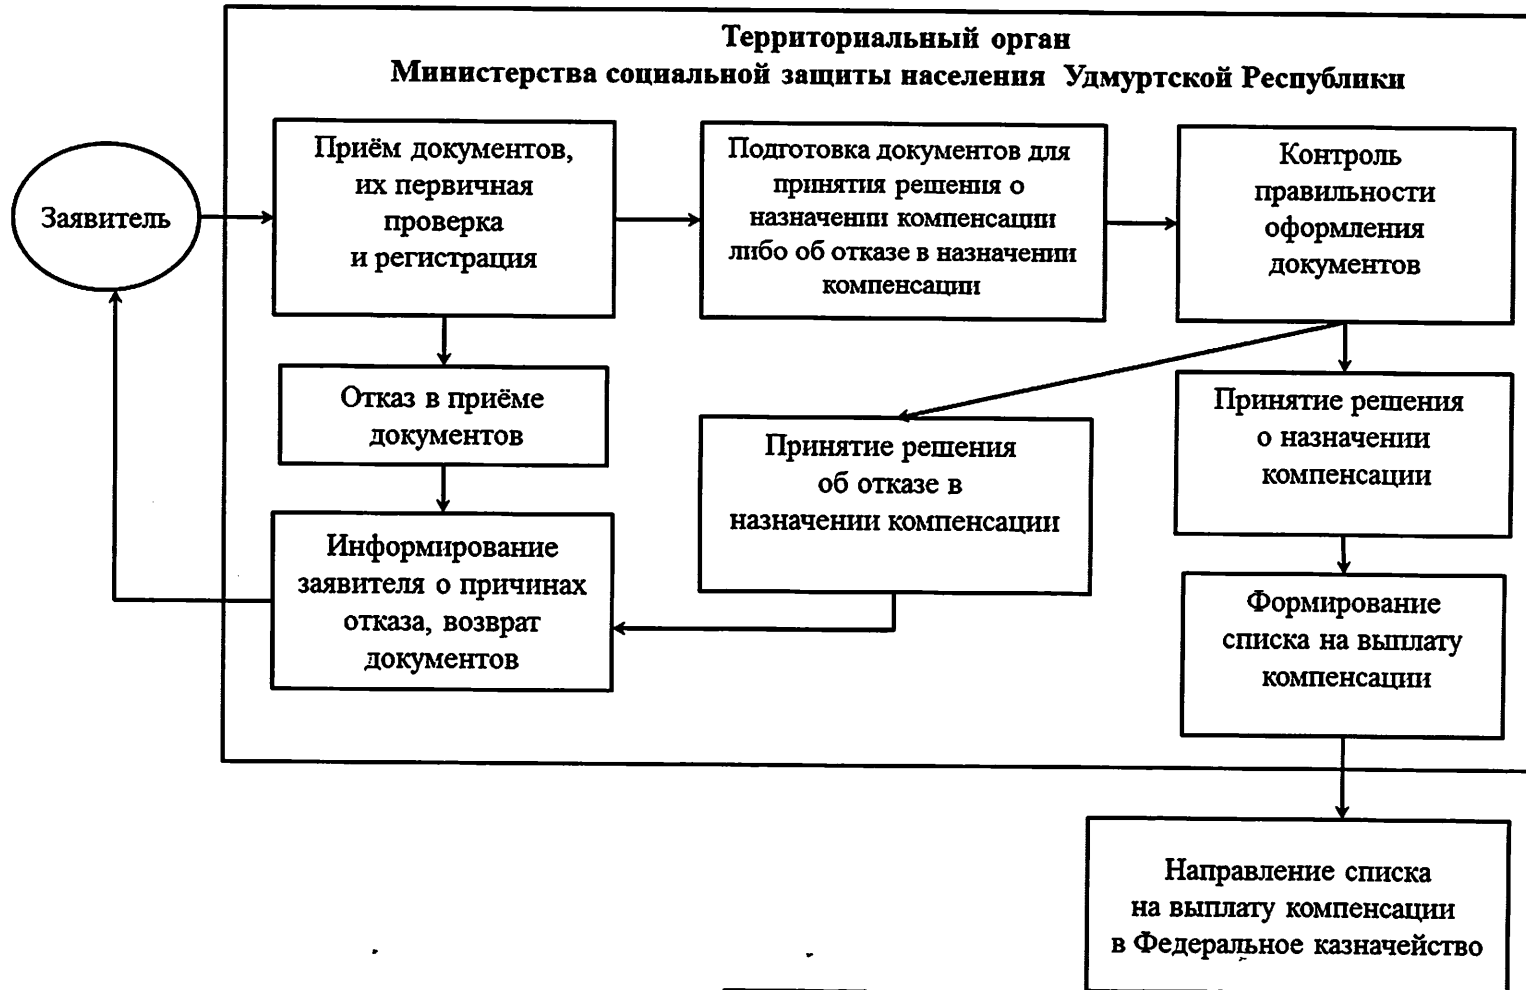 Территориальный орган
Министерства социальной защиты населения Удмуртской Республики
Заявитель
Приём документов,
их первичная
проверка
и регистрация
Подготовка документов для
принятия решения о
назначении компенсации
либо об отказе в назначении
компенсации
Контроль
правильности
оформления
документов
Отказ в приёме
документов
Принятие решения
об отказе в
назначении компенсации
Принятие решения
о назначении
компенсации
Информирование
заявителя о причинах
отказа, возврат
документов
Формирование
списка на выплату
компенсации
Направление списка
на выплату компенсации
в Федеральное казначейство